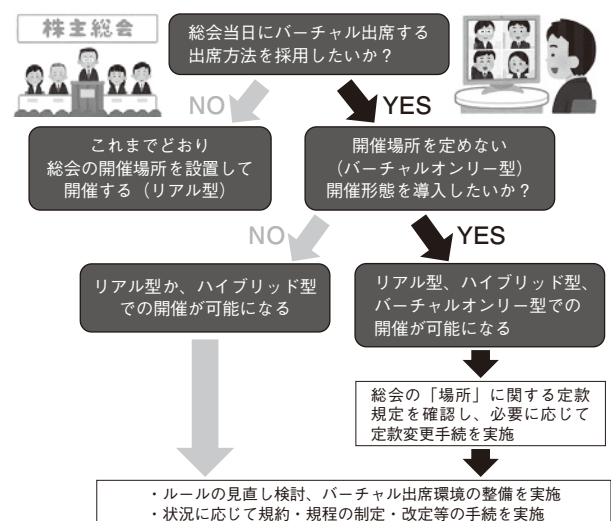 株主総会
総会当日にバーチャル出席する
出席方法を採用したいか？
NO
YES
これまでどおり
総会の開催場所を設置して
開催する（リアル型）
開催場所を定めない
（バーチャルオンリー型）
開催形態を導入したいか？
NO
YES
リアル型か、ハイブリッド型
での開催が可能になる
リアル型、ハイブリッド型、
バーチャルオンリー型での
開催が可能になる
総会の「場所」に関する定款
規定を確認し、必要に応じて
定款変更手続を実施
・ルールの見直し検討、バーチャル出席環境の整備を実施
・状況に応じて規約・規程の制定・改定等の手続を実施